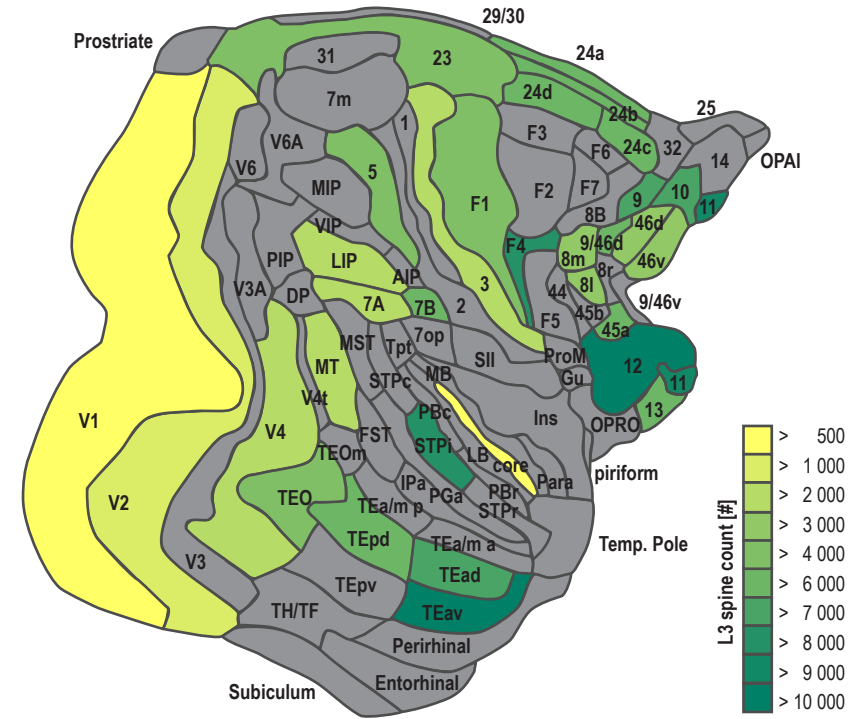 29/30
Prostriate
31
23
24a
7m
24d
24b
25
1
F3
24c
32
V6A
F6
14
OPAI
V6
5
F2
F7
MIP
9
10
11
F1
8B
46d
VIP
F4
9/46d
LIP
8m
46v
PIP
AIP
8r
V3A
3
8l
DP
7A
7B
2
44
9/46v
45b
F5
45a
MST
Tpt
7op
SII
ProM
12
MT
STPc
MB
Gu
11
V4t
V1
PBc
Ins
13
V4
FST
STPi
OPRO
> 500
TEOm
LB
core
> 1 000
IPa
Para
piriform
> 2 000
V2
TEO
PGa
PBr
TEa/m p
STPr
> 3 000
TEpd
TEa/m a
Temp. Pole
> 4 000
V3
TEad
> 6 000
TEpv
> 7 000
TH/TF
TEav
> 8 000
Perirhinal
> 9 000
Entorhinal
> 10 000
Subiculum
L3 spine count [#]